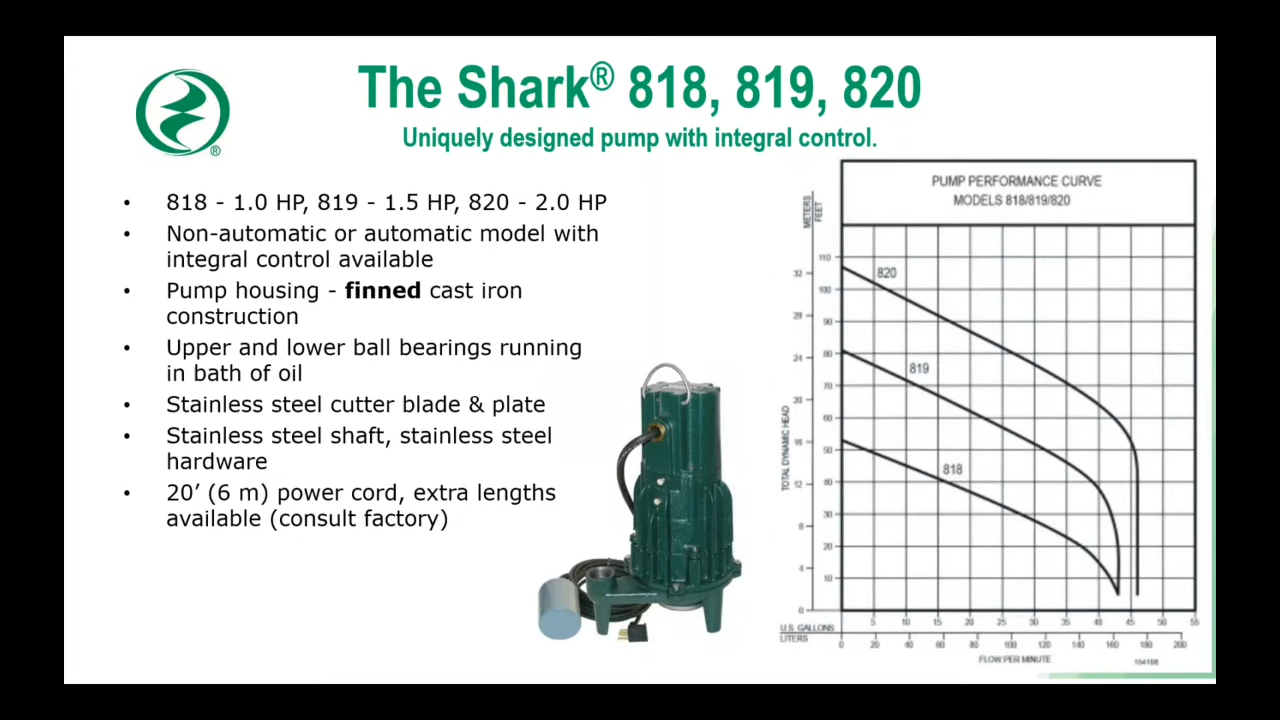 The Shark® 818, 819, 820
Uniquely designed pump with integral control.
®
• 818 - 1.0 HP, 819 - 1.5 HP, 820 - 2.0 HP
• Non-automatic or automatic model with
integral control available
• Pump housing - finned cast iron
construction
• Upper and lower ball bearings running
in bath of oil
• Stainless steel cutter blade & plate
• Stainless steel shaft, stainless steel
hardware
• 20’ (6 m) power cord, extra lengths
available (consult factory)
PUMP PERFORMANCE CURVE
MODELS 818/819/820
METERS
FEET
TOTAL DYNAMIC HEAD
32
28
24
20
16
12
8
4
0
110
100
90
80
70
60
50
40
30
20
10
820
819
818
U.S. GALLONS
5 10 15 20 25 30 35 40 45 50 55
LITERS
0 20 40 60 80 100 120 140 160 180 200
FLOW PER MINUTE